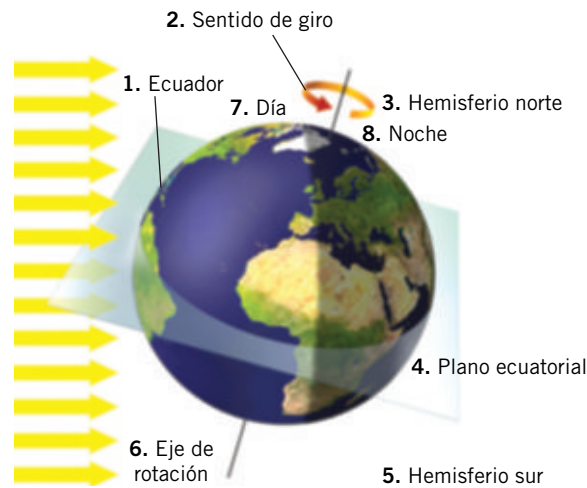 2. Sentido de giro
1. Ecuador
7. Día
3. Hemisferio norte
8. Noche
4. Plano ecuatorial
6. Eje de
rotación
5. Hemisferio sur